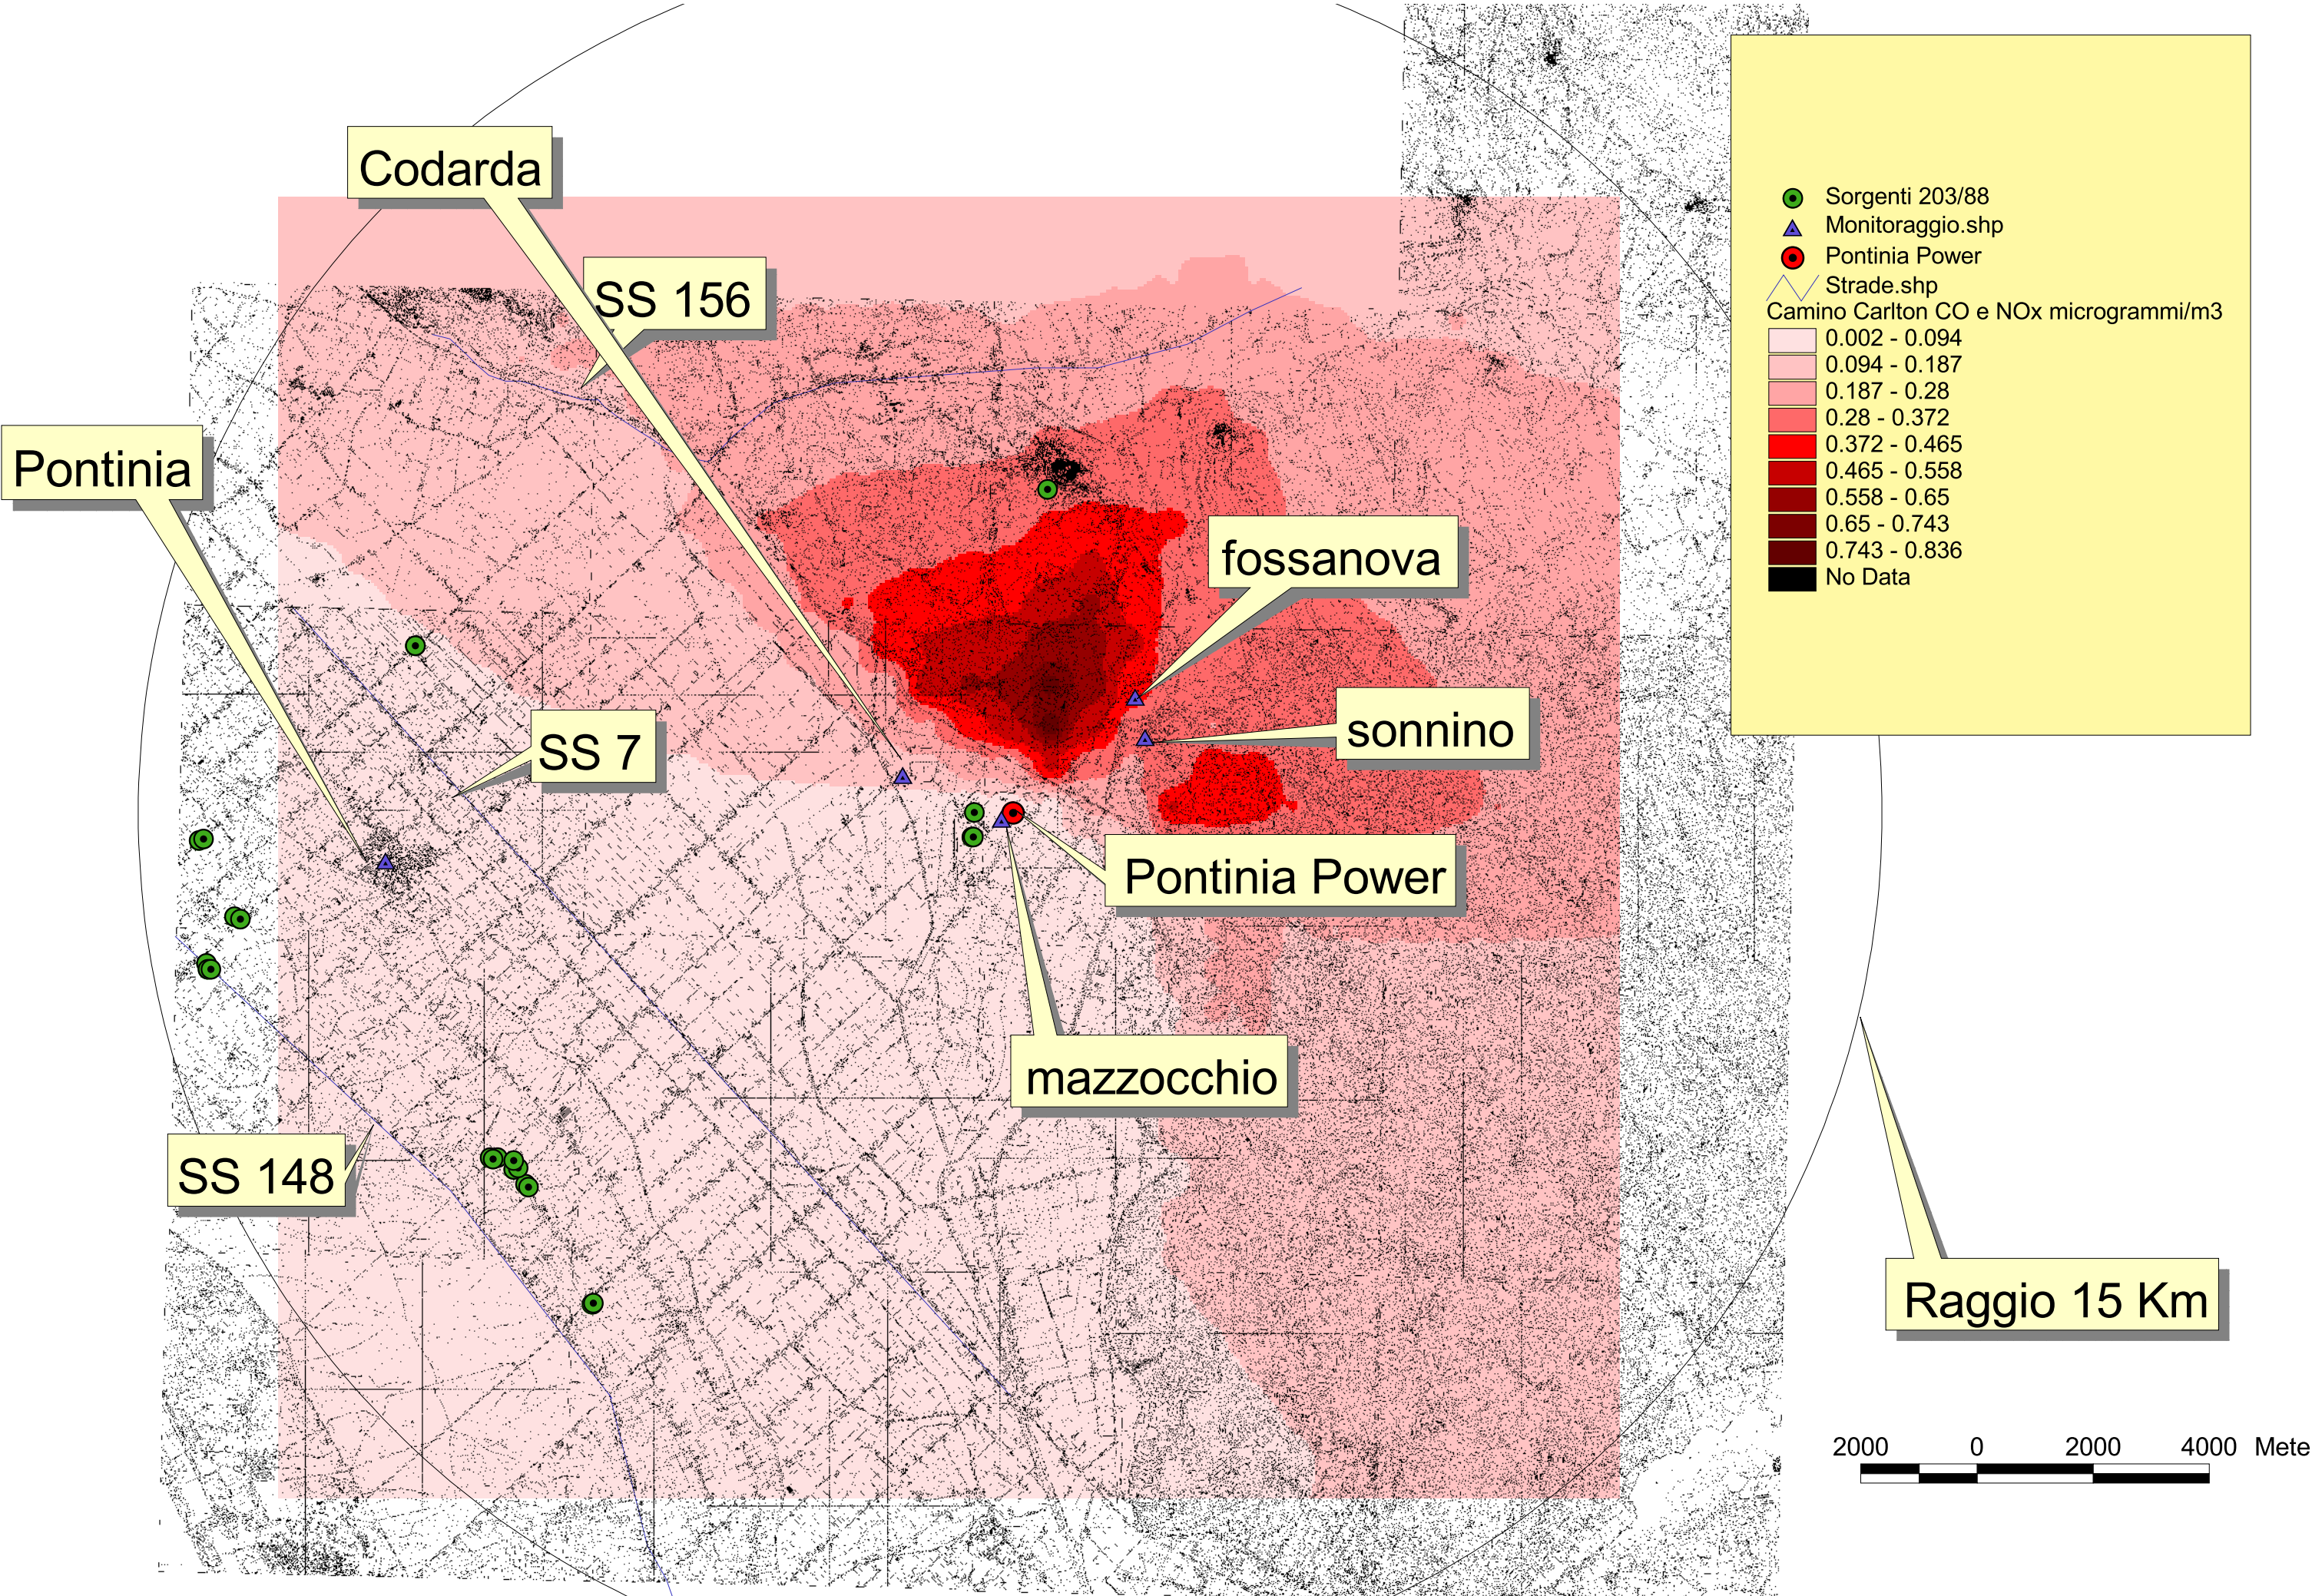 Codarda
SS 156
Pontinia
fossanova
sonnino
SS 7
Pontinia Power
mazzocchio
SS 148
Raggio 15 Km
Sorgenti 203/88
Monitoraggio.shp
Pontinia Power
Strade.shp
Camino Carlton CO e NOx microgrammi/m3
0.002 - 0.094
0.094 - 0.187
0.187 - 0.28
0.28 - 0.372
0.372 - 0.465
0.465 - 0.558
0.558 - 0.65
0.65 - 0.743
0.743 - 0.836
No Data
2000 0 2000 4000 Mete